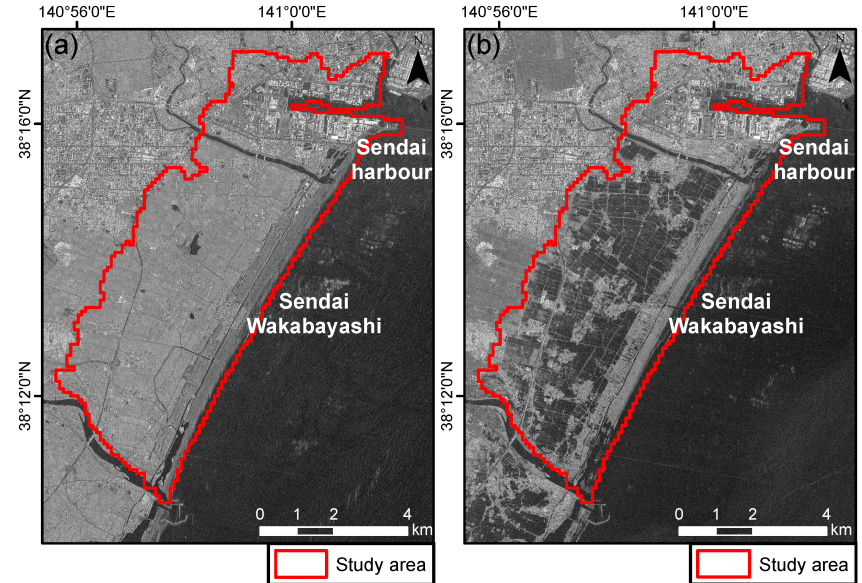 140°56'0"E
141°0'0"E
140°56'0"E
141°0'0"E
(a)
N
(b)
N
38°16'0"N
38°16'0"N
Sendai
harbour
Sendai
harbour
Sendai
Wakabayashi
Sendai
Wakabayashi
38°12'0"N
38°12'0"N
0 1 2 4
km
0 1 2 4
km
Study area
Study area